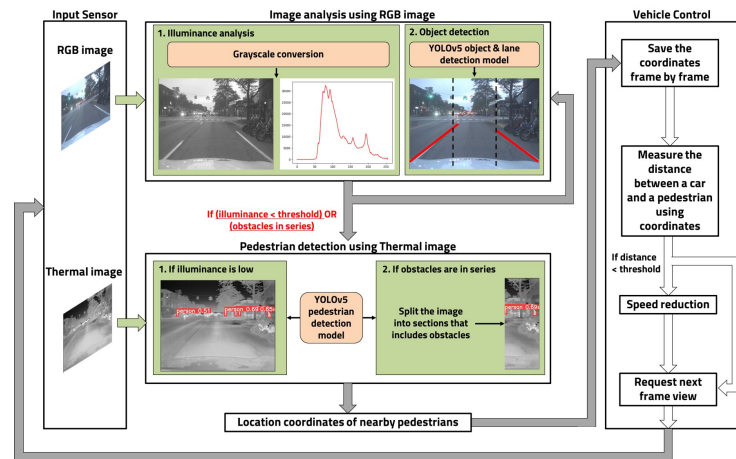 Input Sensor
RGB image
Thermal image
Image analysis using RGB image
1. Illuminance analysis
Grayscale conversion
2. Object detection
YOLOv5 object & lane
detection model
If (illuminance < threshold) OR
(obstacles in series)
Pedestrian detection using Thermal image
1. If illuminance is low
person 0.51
YOLOv5
pedestrian
detection
model
2. If obstacles are in series
Split the image
into sections that
includes obstacles
Location coordinates of nearby pedestrians
Vehicle Control
Save the
coordinates
frame by frame
Measure the
distance
between a car
and a pedestrian
using
coordinates
If distance
< threshold
Speed reduction
Request next
frame view